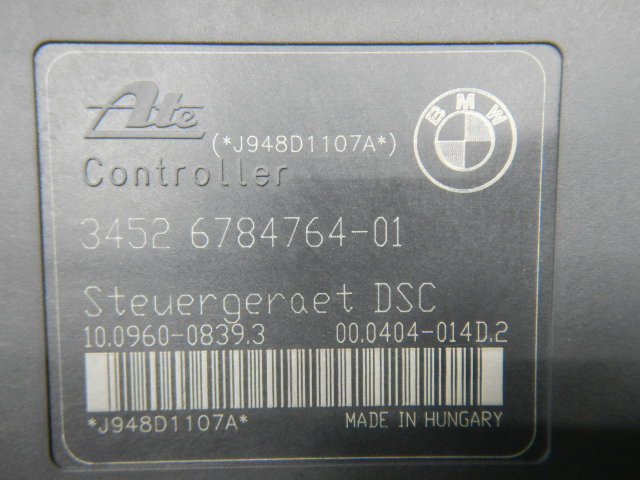 Ate
(*J948D1107A*)
BMW
Controller
3452 6784764-01
Steuergeraet DSC
10.0960-0839.3 00.0404-014D.2
*J948D1107A* MADE IN HUNGARY